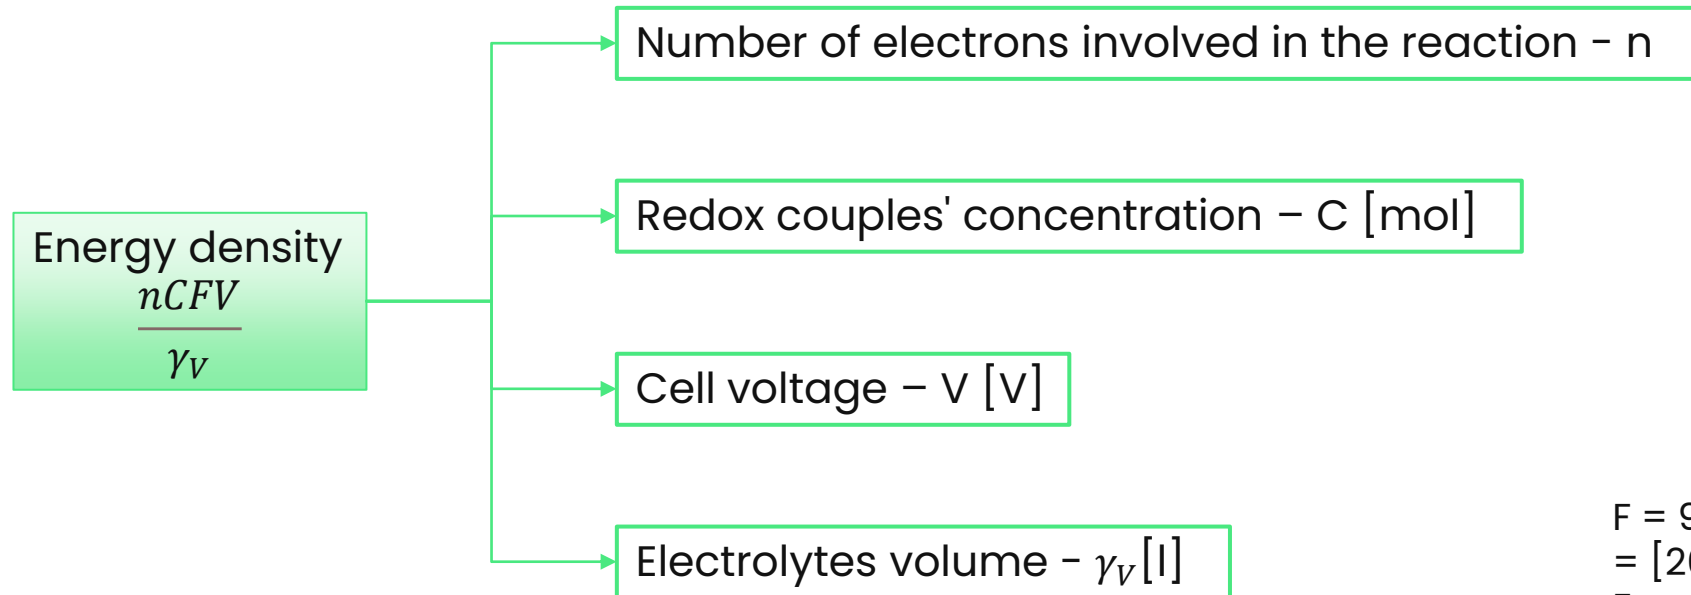 Number of electrons involved in the reaction - n
Redox couples' concentration – C [mol]
Energy density
nCFV
γV
Cell voltage – V [V]
Electrolytes volume - γV[l]
F = 9
= [2